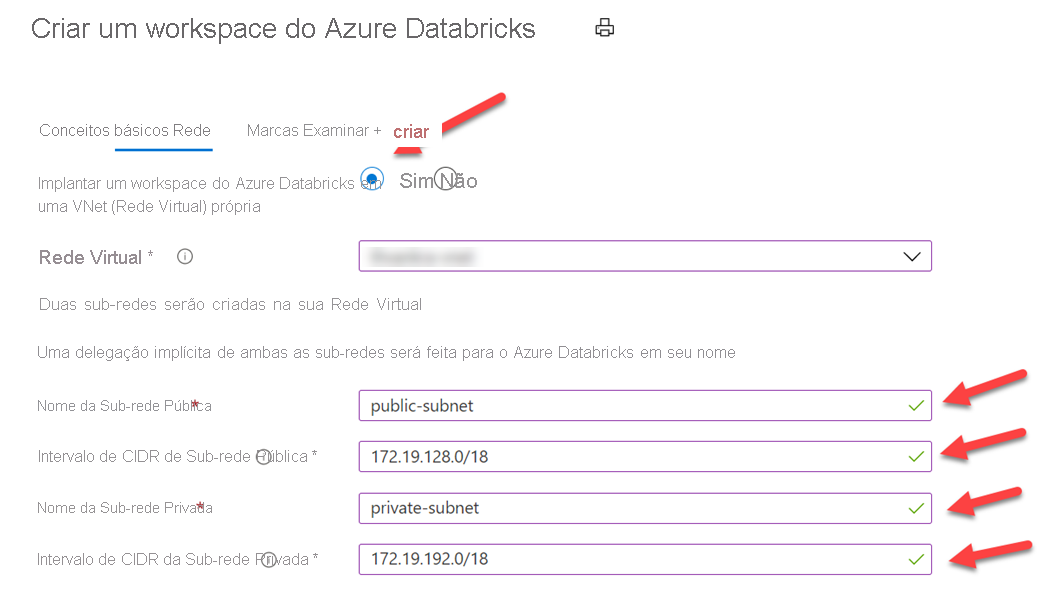 Criar um workspace do Azure Databricks
Conceitos básicos Rede Marcas Examinar + criar
Implantar um workspace do Azure Databricks em
uma VNet (Rede Virtual) própria
Sim Não
Rede Virtual *
Duas sub-redes serão criadas na sua Rede Virtual
Uma delegação implícita de ambas as sub-redes será feita para o Azure Databricks em seu nome
Nome da Sub-rede Pública *
public-subnet
Intervalo de CIDR de Sub-rede Pública *
172.19.128.0/18
Nome da Sub-rede Privada *
private-subnet
Intervalo de CIDR da Sub-rede Privada *
172.19.192.0/18